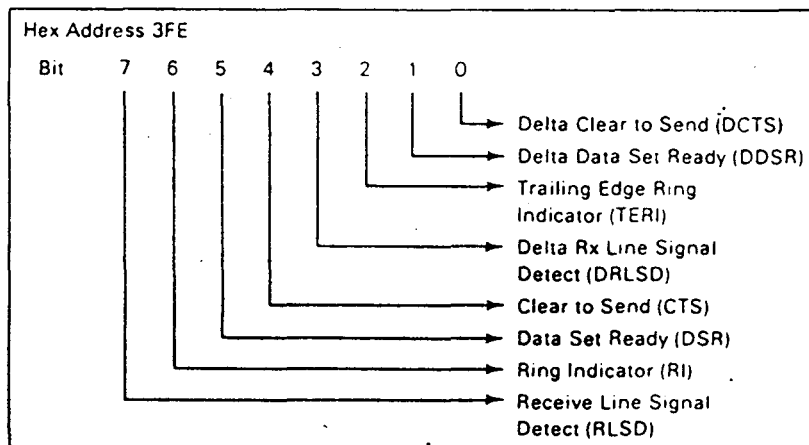 Hex Address 3FE
Bit 7 6 5 4 3 2 1 0
Delta Clear to Send (DCTS)
Delta Data Set Ready (DDSR)
Trailing Edge Ring
Indicator (TERI)
Delta Rx Line Signal
Detect (DRLSD)
Clear to Send (CTS)
Data Set Ready (DSR)
Ring Indicator (RI)
Receive Line Signal
Detect (RLSD)